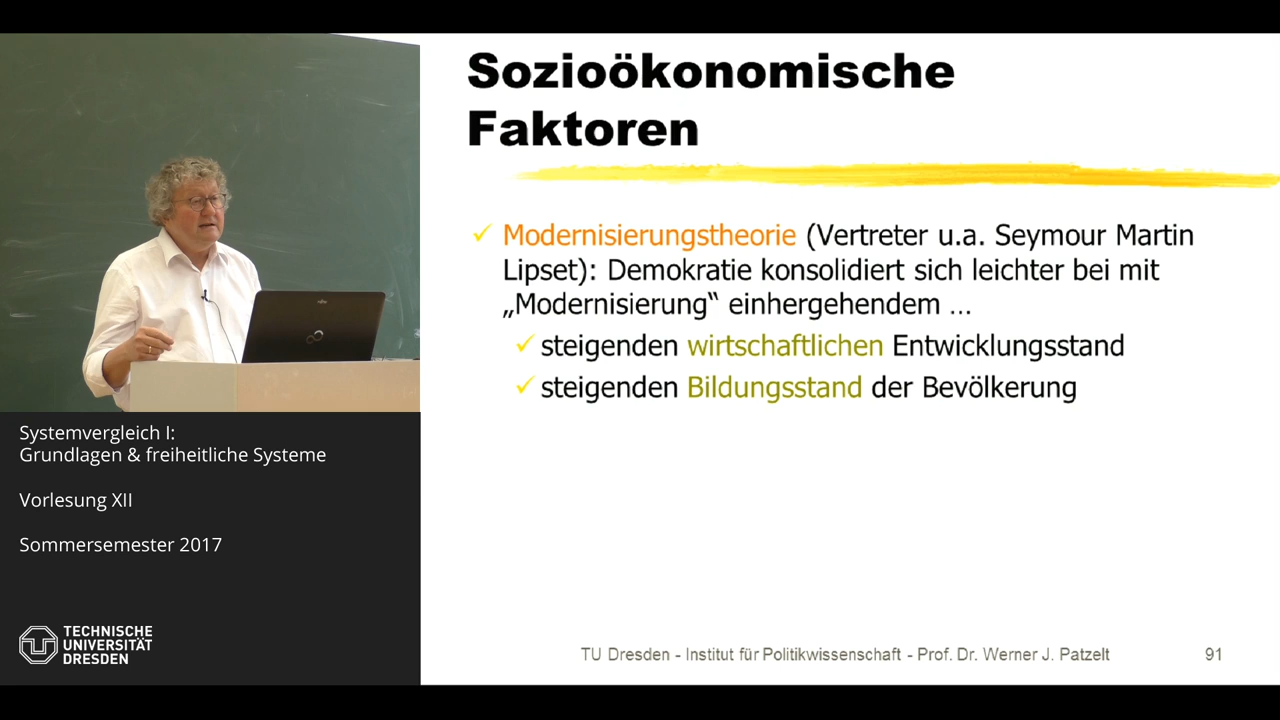 Sozioökonomische
Faktoren
Modernisierungstheorie (Vertreter u.a. Seymour Martin
Lipset): Demokratie konsolidiert sich leichter bei mit
„Modernisierung“ einhergehendem ...
steigenden wirtschaftlichen Entwicklungsstand
steigenden Bildungsstand der Bevölkerung
Systemvergleich I:
Grundlagen & freiheitliche Systeme
Vorlesung XII
Sommersemester 2017
TECHNISCHE
UNIVERSITÄT
DRESDEN
TU Dresden - Institut für Politikwissenschaft - Prof. Dr. Werner J. Patzelt
91